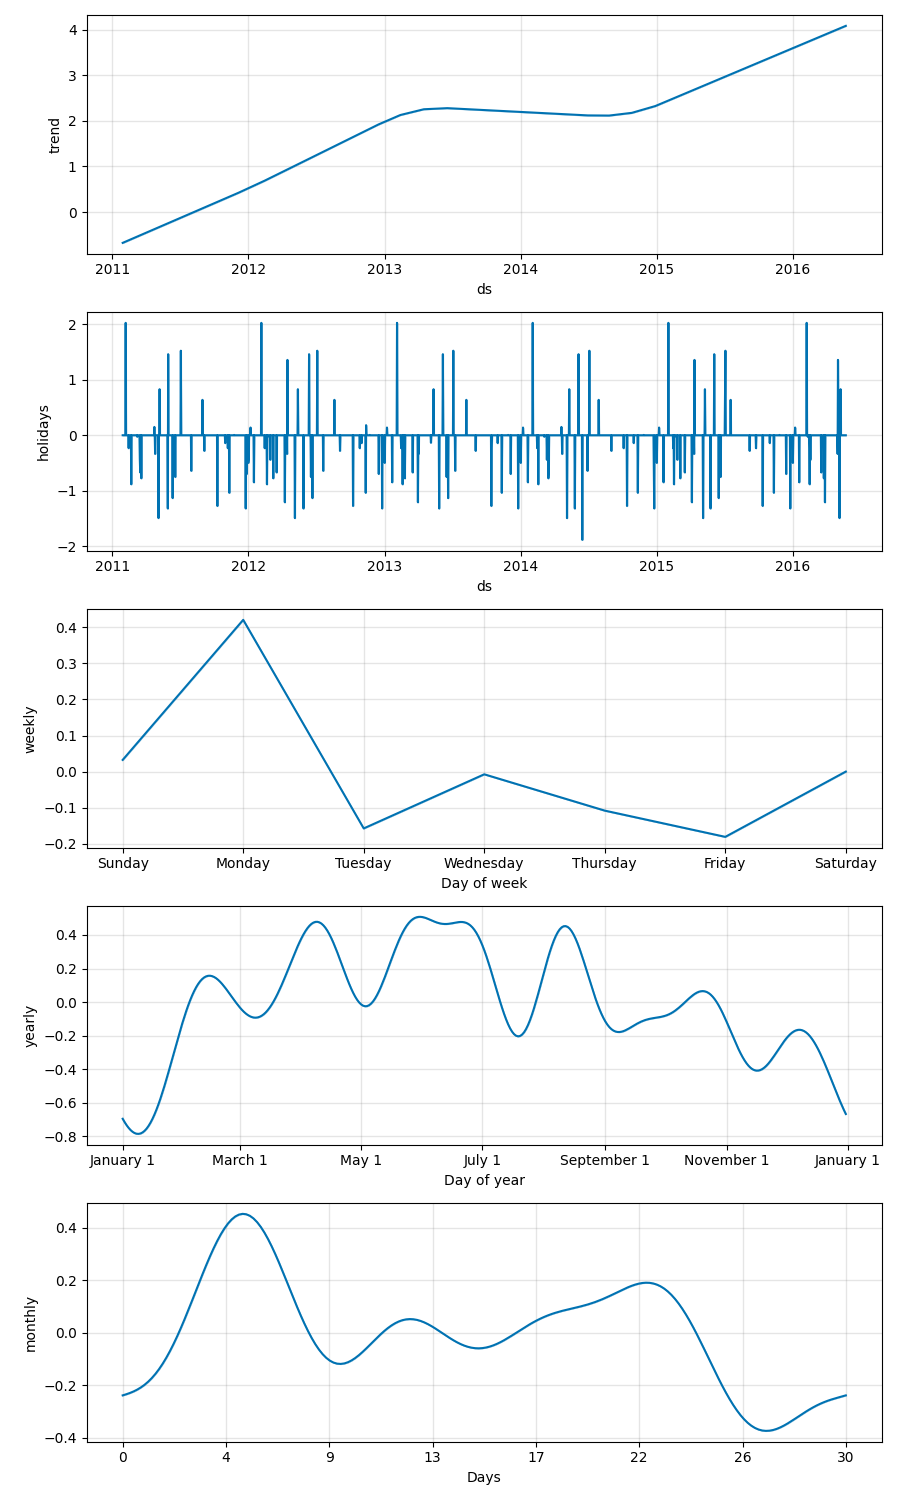 trend
4
3
2
1
0
2011 2012 2013 2014 2015 2016
ds
holidays
2
1
0
−1
−2
2011 2012 2013 2014 2015 2016
ds
weekly
0.4
0.3
0.2
0.1
0.0
−0.1
−0.2
Sunday Monday Tuesday Wednesday Thursday Friday Saturday
Day of week
yearly
0.4
0.2
0.0
−0.2
−0.4
−0.6
−0.8
January 1 March 1 May 1 July 1 September 1 November 1 January 1
Day of year
monthly
0.4
0.2
0.0
−0.2
−0.4
0 4 9 13 17 22 26 30
Days